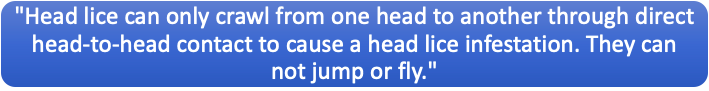 "Head lice can only crawl from one head to another through direct
head-to-head contact to cause a head lice infestation. They can
not jump or fly."